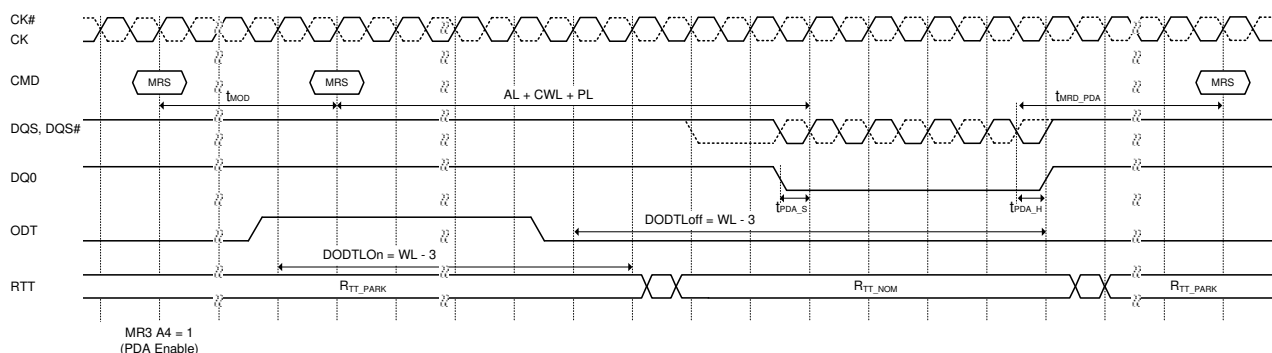 CK#
CK
CMD
MRS
MRS
MRS
tMOD
AL + CWL + PL
tMRD_PDA
DQS, DQS#
DQ0
tPDA_S
tPDA_H
ODT
DODTLoff = WL - 3
DODTLOn = WL - 3
RTT
RTT_PARK
RTT_NOM
RTT_PARK
MR3 A4 = 1
(PDA Enable)